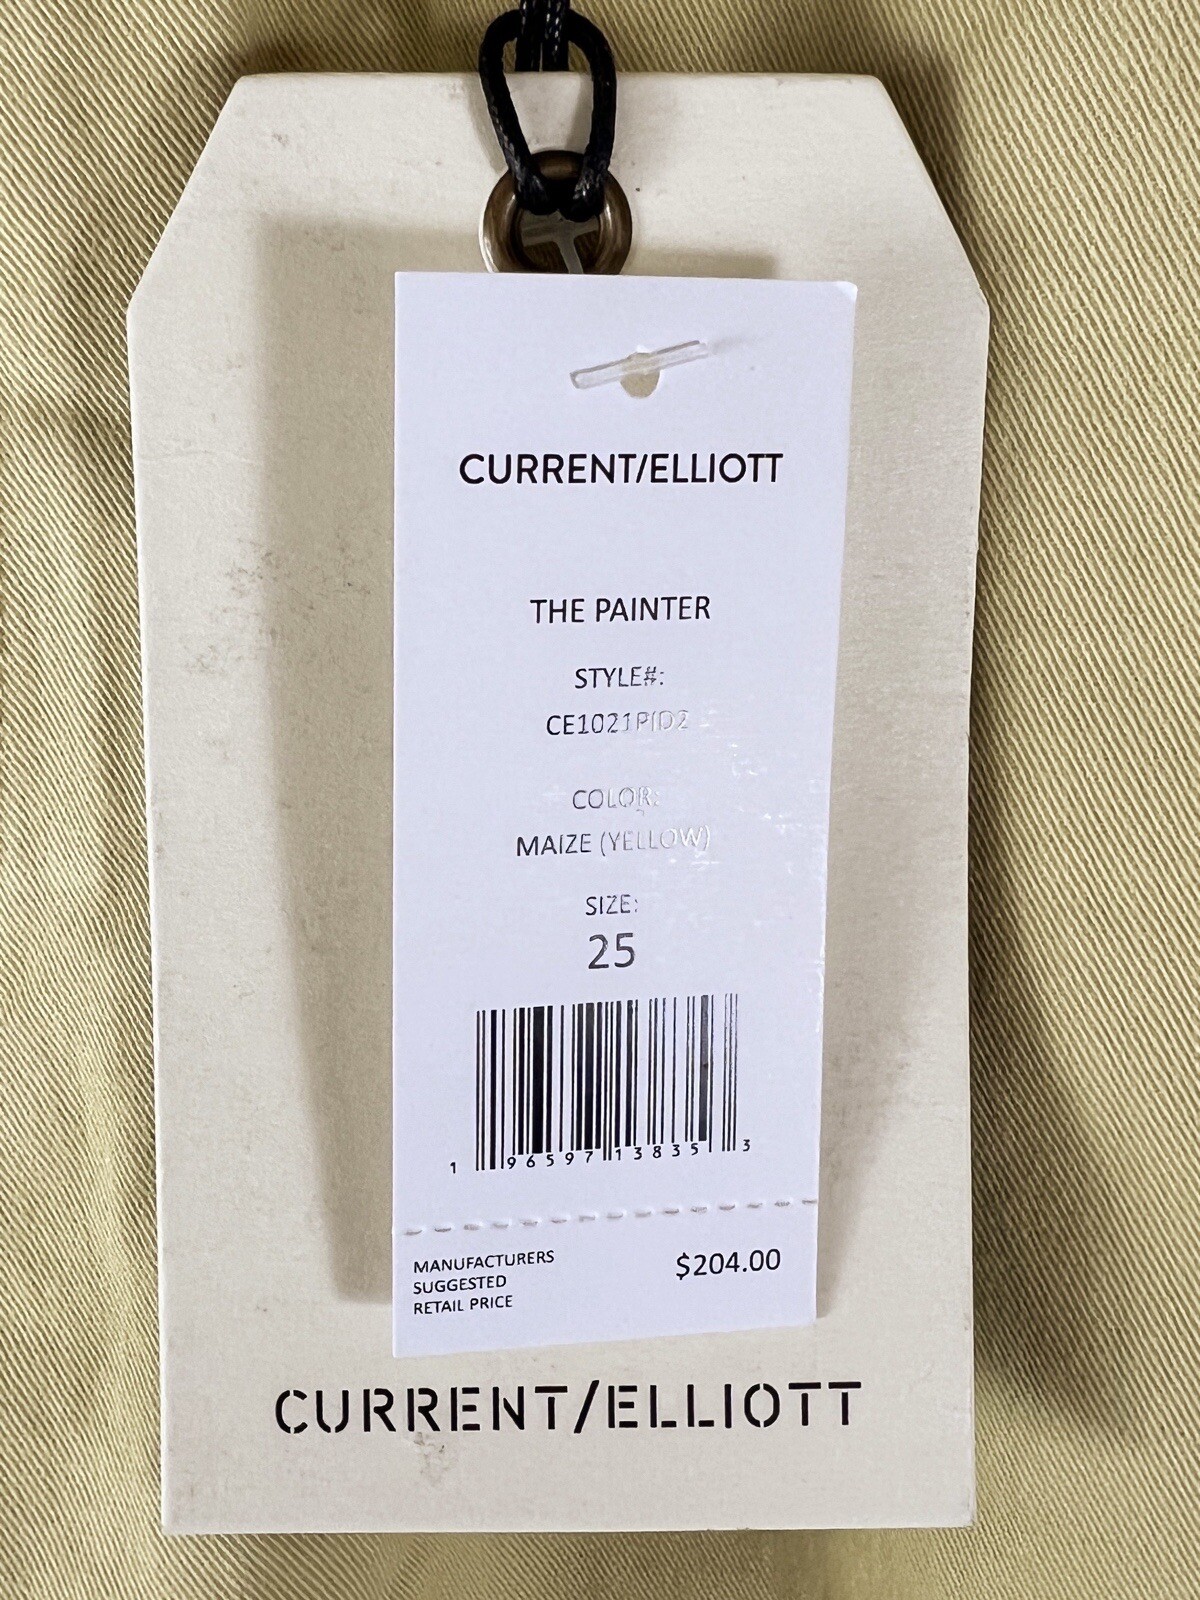 CURRENT/ELLIOTT
THE PAINTER
STYLE#:
CE1021PID2
COLOR:
MAIZE (YELLOW)
SIZE:
25
1 96597 13835 3
MANUFACTURERS
SUGGESTED
RETAIL PRICE
$204.00
CURRENT/ELLIOTT